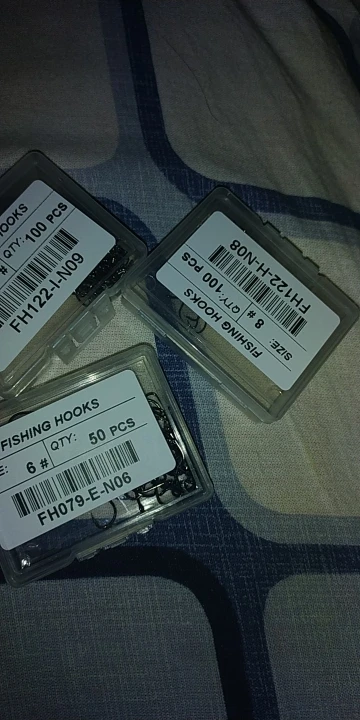 HOOKS
# QTY: 100 PCS
FH122-I-N09
FISHING HOOKS
SIZE: 8 # QTY: 100 PCS
FH122-H-N08
FISHING HOOKS
E: 6 # QTY: 50 PCS
FH079-E-N06